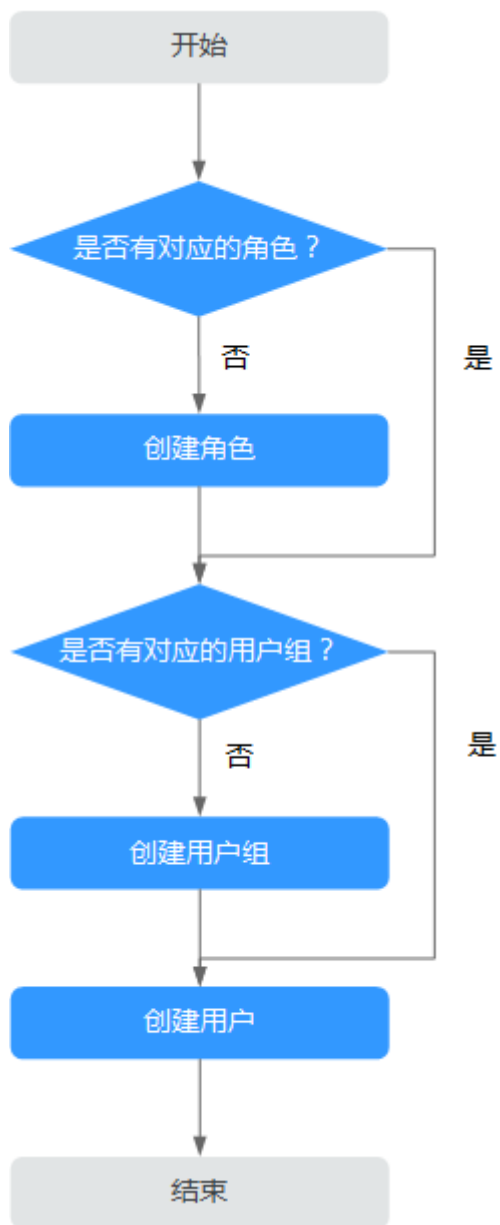 开始
是否有对应的角色？
否
是
创建角色
是否有对应的用户组？
否
是
创建用户组
创建用户
结束